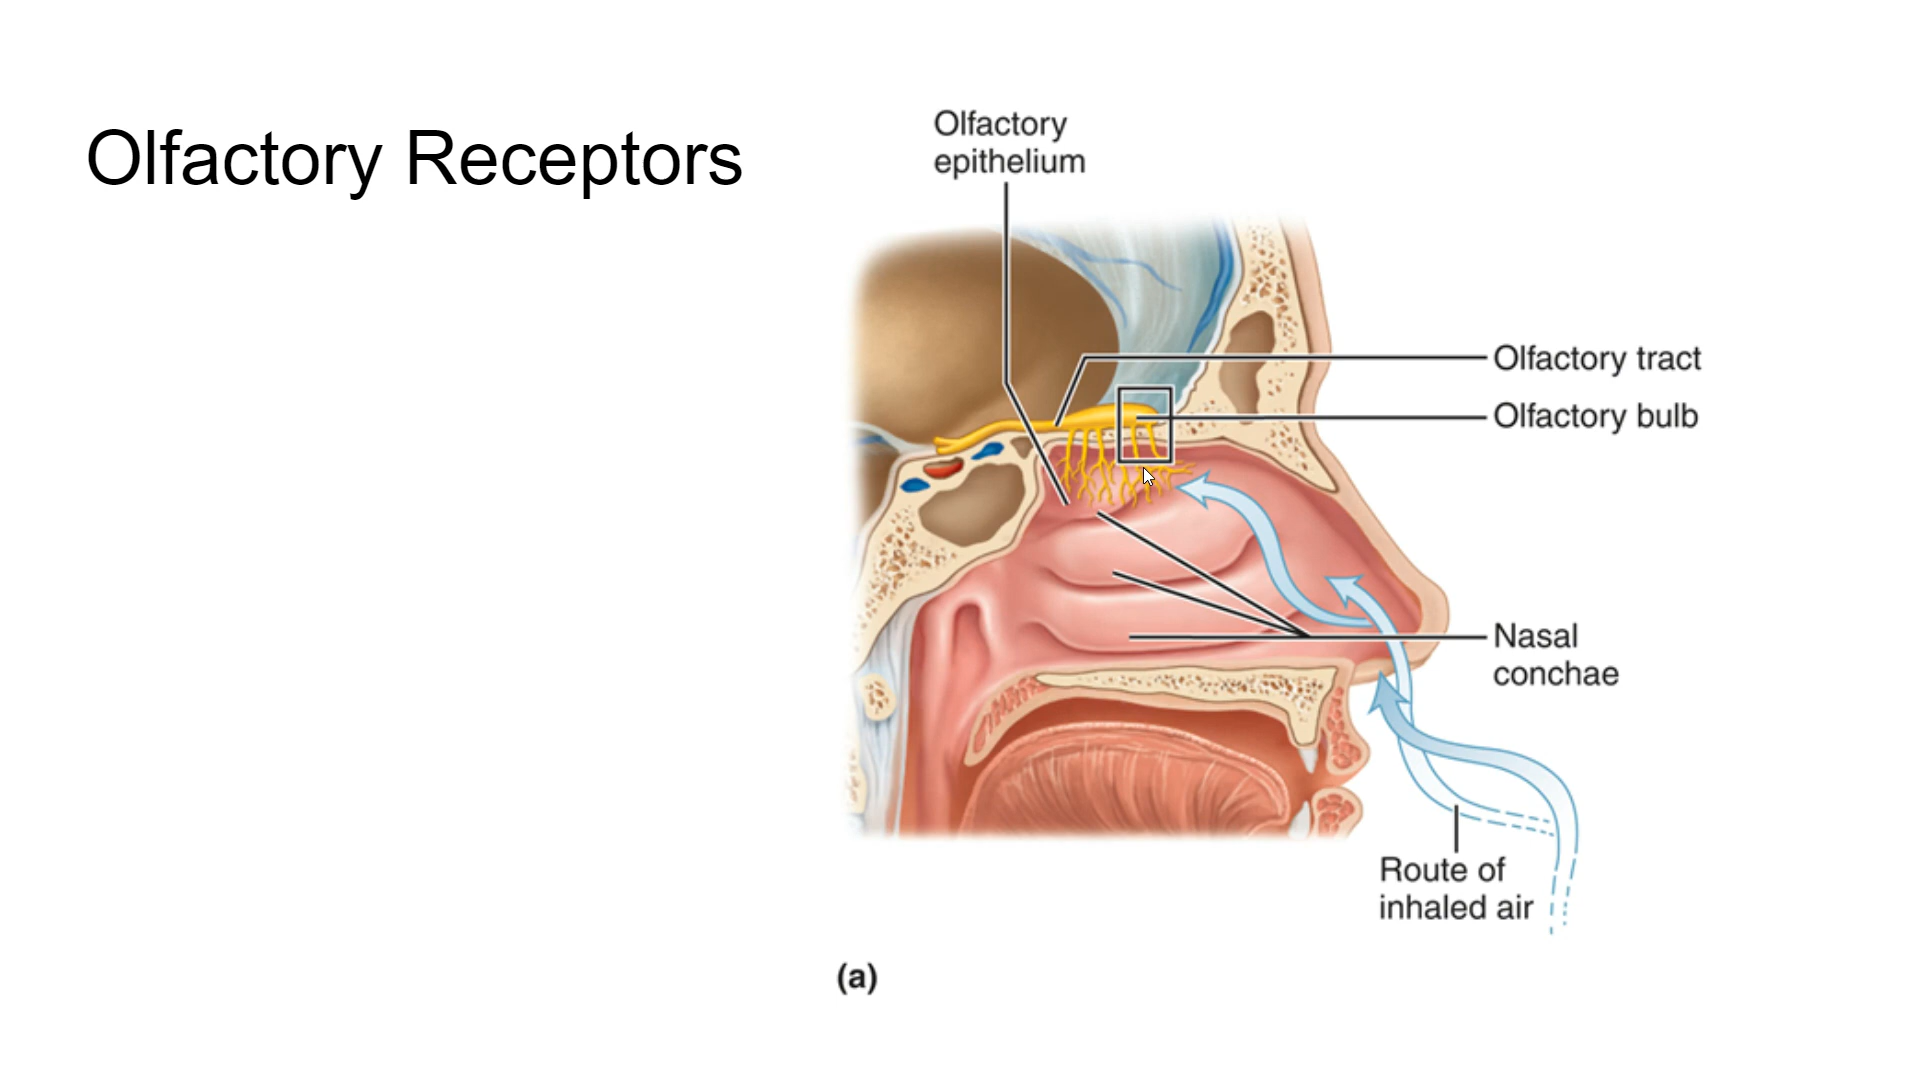 Olfactory Receptors
Olfactory
epithelium
Olfactory tract
Olfactory bulb
Nasal
conchae
Route of
inhaled air
(a)